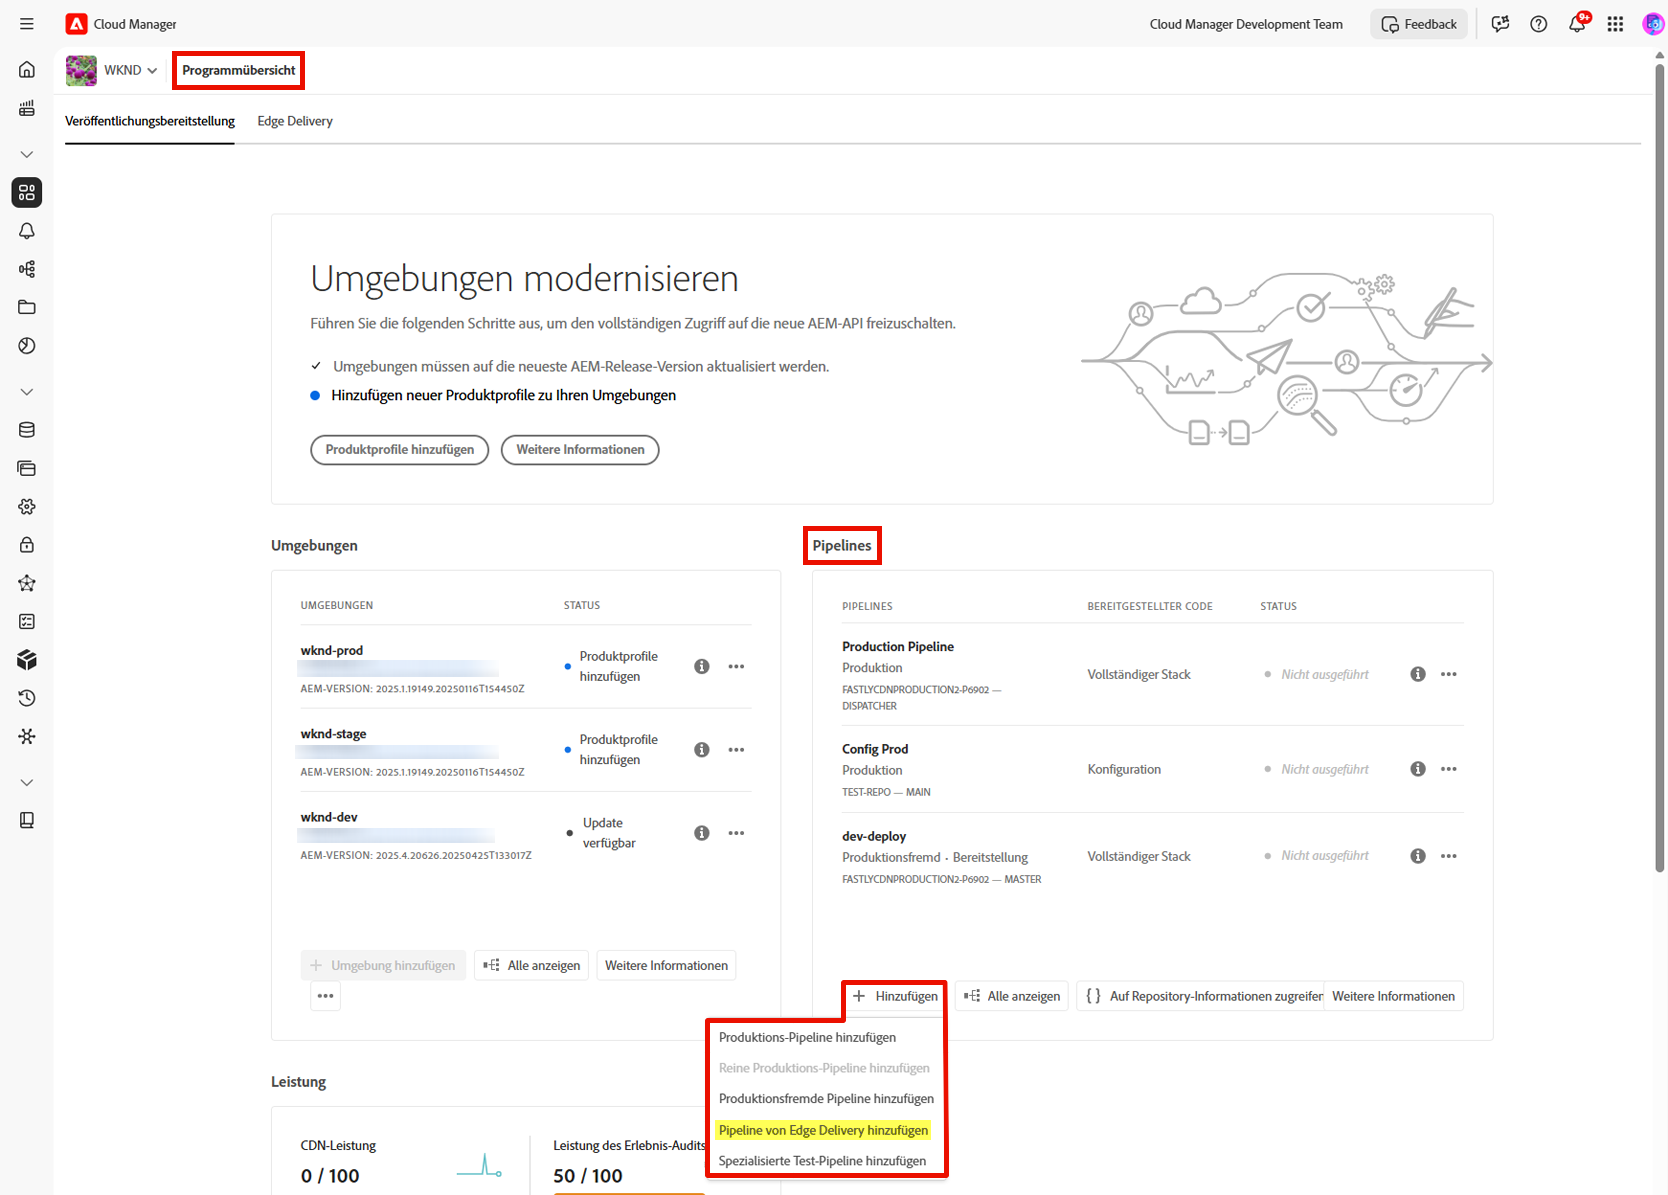 Cloud Manager
Cloud Manager Development Team
Feedback
9+
WKND
Programmübersicht
Veröffentlichungsbereitstellung
Edge Delivery
Umgebungen modernisieren
Führen Sie die folgenden Schritte aus, um den vollständigen Zugriff auf die neue AEM-API freizuschalten.
Umgebungen müssen auf die neueste AEM-Release-Version aktualisiert werden.
Hinzufügen neuer Produktprofile zu Ihren Umgebungen
Produktprofile hinzufügen
Weitere Informationen
Umgebungen
UMGEBUNGEN
STATUS
wknd-prod
AEM-VERSION: 2025.1.19149.20250116T154450Z
Produktprofile
hinzufügen
wknd-stage
AEM-VERSION: 2025.1.19149.20250116T154450Z
Produktprofile
hinzufügen
wknd-dev
AEM-VERSION: 2025.4.20626.20250425T133017Z
Update
verfügbar
+ Umgebung hinzufügen
Alle anzeigen
Weitere Informationen
Pipelines
PIPELINES
BEREITGESTELLTER CODE
STATUS
Production Pipeline
Produktion
FASTLYCDNPRODUCTION2-P6902 —
DISPATCHER
Vollständiger Stack
Nicht ausgeführt
Config Prod
Produktion
TEST-REPO — MAIN
Konfiguration
Nicht ausgeführt
dev-deploy
Produktionsfremd · Bereitstellung
FASTLYCDNPRODUCTION2-P6902 — MASTER
Vollständiger Stack
Nicht ausgeführt
+ Hinzufügen
Alle anzeigen
{ } Auf Repository-Informationen zugreifen
Weitere Informationen
Produktions-Pipeline hinzufügen
Reine Produktions-Pipeline hinzufügen
Produktionsfremde Pipeline hinzufügen
Pipeline von Edge Delivery hinzufügen
Spezialisierte Test-Pipeline hinzufügen
Leistung
CDN-Leistung
0 / 100
Leistung des Erlebnis-Audits
50 / 100